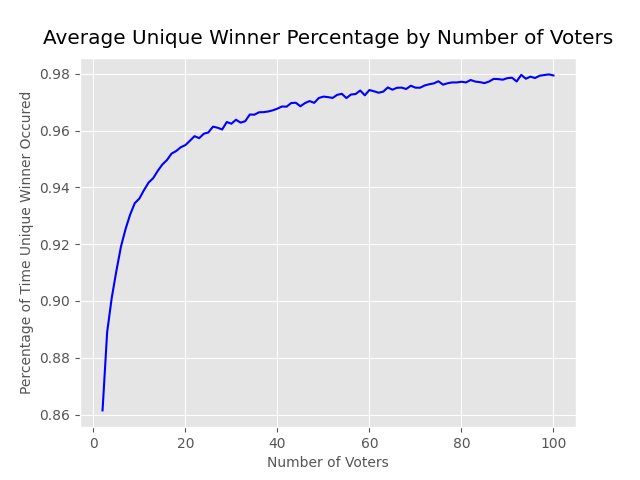 Average Unique Winner Percentage by Number of Voters
Percentage of Time Unique Winner Occured
0.98
0.96
0.94
0.92
0.90
0.88
0.86
0 20 40 60 80 100
Number of Voters